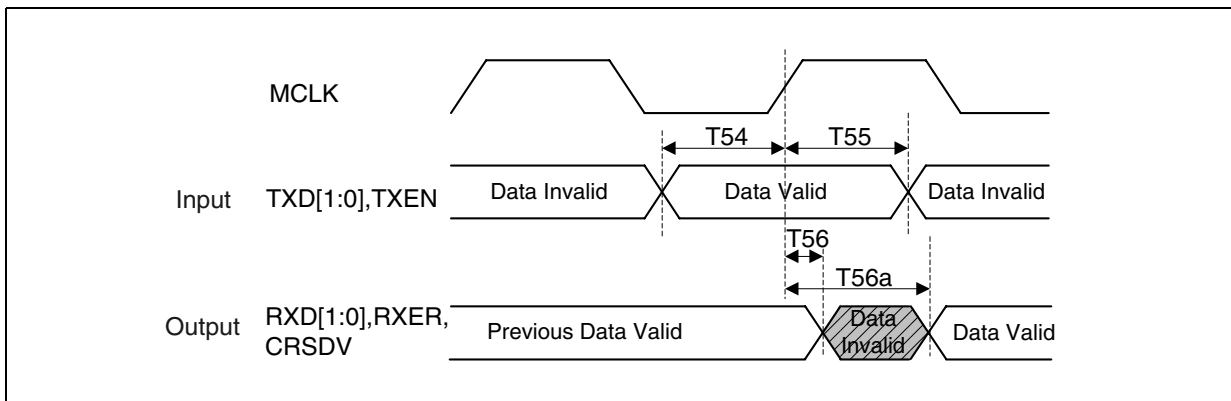 MCLK
T54 T55
Input TXD[1:0],TXEN Data Invalid Data Valid Data Invalid
T56
T56a
Output RXD[1:0],RXER,
CRSDV
Previous Data Valid
Data
Invalid
Data Valid